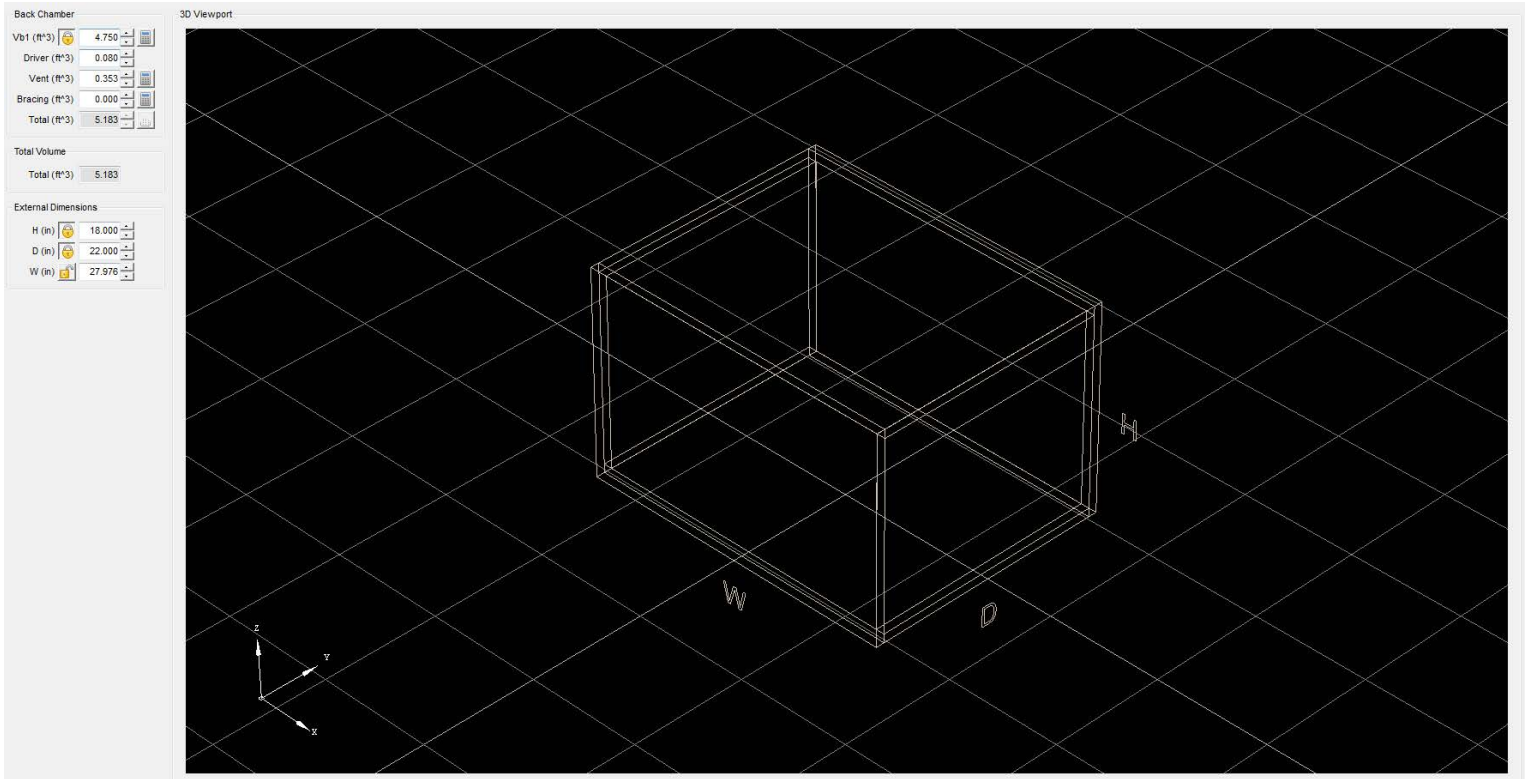 Back Chamber
Vb1 (ft^3) 4.750
Driver (ft^3) 0.080
Vent (ft^3) 0.353
Bracing (ft^3) 0.000
Total (ft^3) 5.183
Total Volume
Total (ft^3) 5.183
External Dimensions
H (in) 18.000
D (in) 22.000
W (in) 27.976
3D Viewport
H
W
D
Z
Y
X